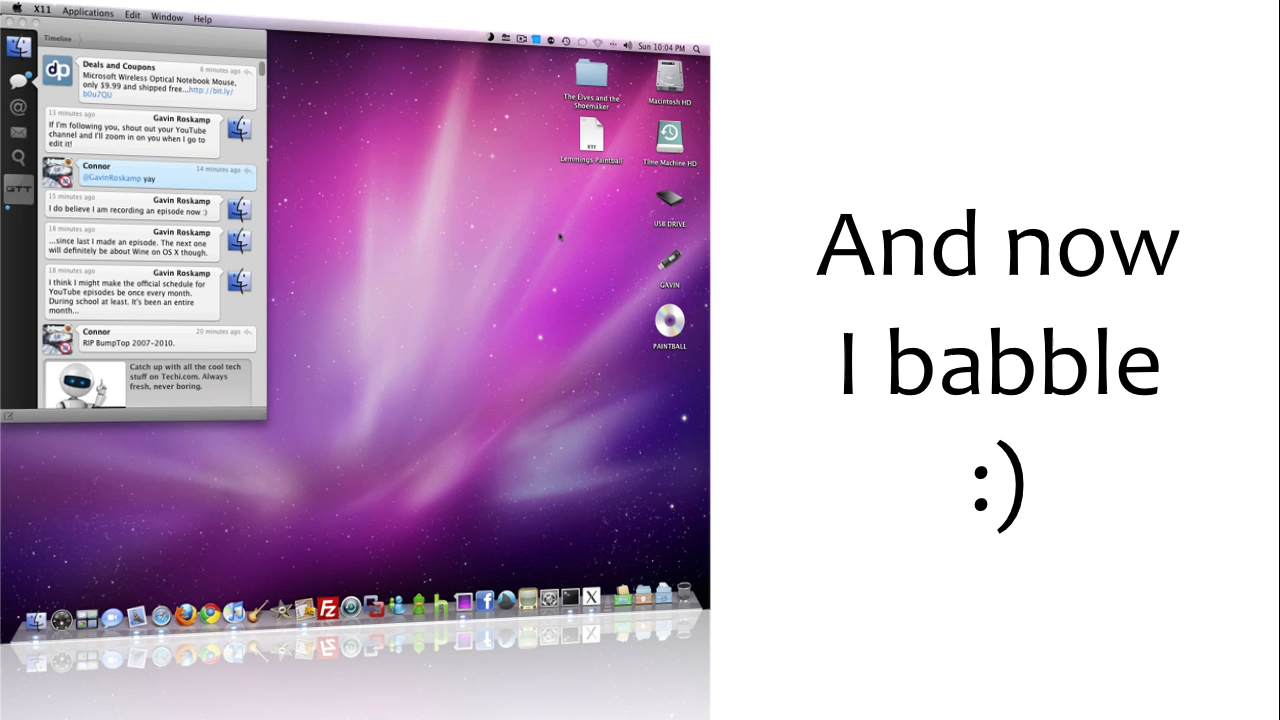 X11 Applications Edit Window Help
Sun 10:04 PM
Timeline
Deals and Coupons
8 minutes ago
Microsoft Wireless Optical Notebook Mouse,
only $9.99 and shipped free...http://bit.ly/
b0u7QU
13 minutes ago
Gavin Roskamp
If I'm following you, shout out your YouTube
channel and I'll zoom in on you when I go to
edit it!
Connor
14 minutes ago
@GavinRoskamp yay
15 minutes ago
Gavin Roskamp
I do believe I am recording an episode now :)
18 minutes ago
Gavin Roskamp
...since last I made an episode. The next one
will definitely be about Wine on OS X though.
18 minutes ago
Gavin Roskamp
I think I might make the official schedule for
YouTube episodes be once every month.
During school at least. It's been an entire
month...
Connor
20 minutes ago
RIP BumpTop 2007-2010.
Catch up with all the cool tech
stuff on Techi.com. Always
fresh, never boring.
dp
GTT
The Elves and the
Shoemaker
Macintosh HD
RTF
Lemmings Paintball
Time Machine HD
USB DRIVE
GAVIN
PAINTBALL
And now
I babble
:)